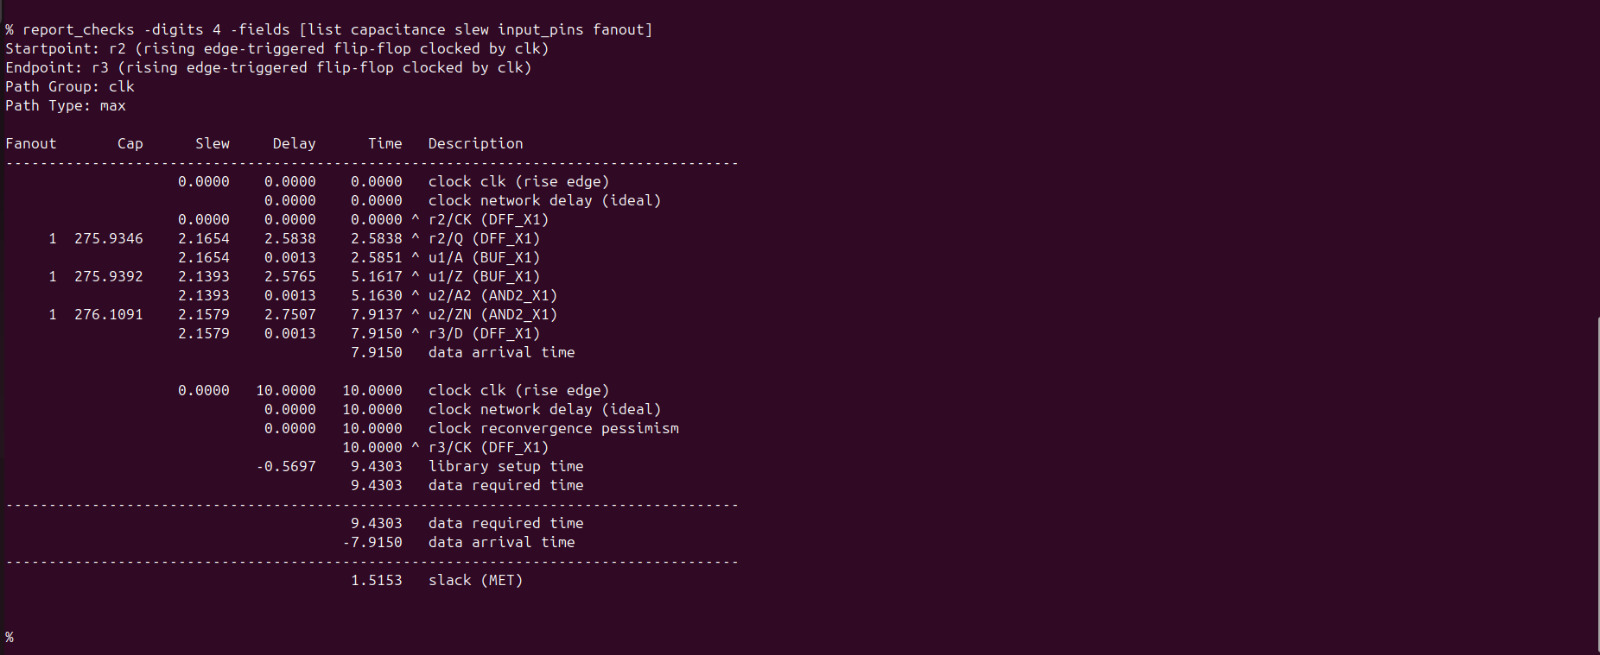 % report_checks -digits 4 -fields [list capacitance slew input_pins fanout]
Startpoint: r2 (rising edge-triggered flip-flop clocked by clk)
Endpoint: r3 (rising edge-triggered flip-flop clocked by clk)
Path Group: clk
Path Type: max
Fanout       Cap      Slew     Delay      Time   Description
-------------------------------------------------------------------------------------
                    0.0000    0.0000    0.0000   clock clk (rise edge)
                              0.0000    0.0000   clock network delay (ideal)
                    0.0000    0.0000    0.0000 ^ r2/CK (DFF_X1)
     1  275.9346    2.1654    2.5838    2.5838 ^ r2/Q (DFF_X1)
                    2.1654    0.0013    2.5851 ^ u1/A (BUF_X1)
     1  275.9392    2.1393    2.5765    5.1617 ^ u1/Z (BUF_X1)
                    2.1393    0.0013    5.1630 ^ u2/A2 (AND2_X1)
     1  276.1091    2.1579    2.7507    7.9137 ^ u2/ZN (AND2_X1)
                    2.1579    0.0013    7.9150 ^ r3/D (DFF_X1)
                                        7.9150   data arrival time
                    0.0000   10.0000   10.0000   clock clk (rise edge)
                              0.0000   10.0000   clock network delay (ideal)
                              0.0000   10.0000   clock reconvergence pessimism
                                       10.0000 ^ r3/CK (DFF_X1)
                             -0.5697    9.4303   library setup time
                                        9.4303   data required time
-------------------------------------------------------------------------------------
                                        9.4303   data required time
                                       -7.9150   data arrival time
-------------------------------------------------------------------------------------
                                        1.5153   slack (MET)
%